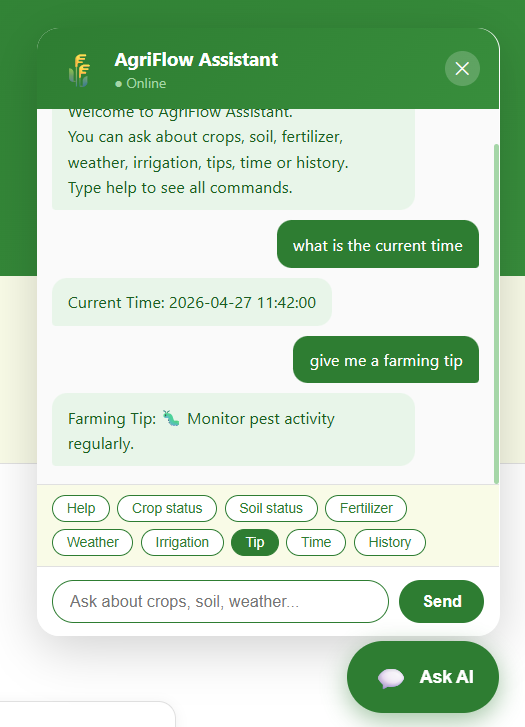 AgriFlow Assistant
● Online
Welcome to AgriFlow Assistant.
You can ask about crops, soil, fertilizer,
weather, irrigation, tips, time or history.
Type help to see all commands.
what is the current time
Current Time: 2026-04-27 11:42:00
give me a farming tip
Farming Tip: 🐛 Monitor pest activity
regularly.
Help Crop status Soil status Fertilizer
Weather Irrigation Tip Time History
Ask about crops, soil, weather... Send
Ask AI